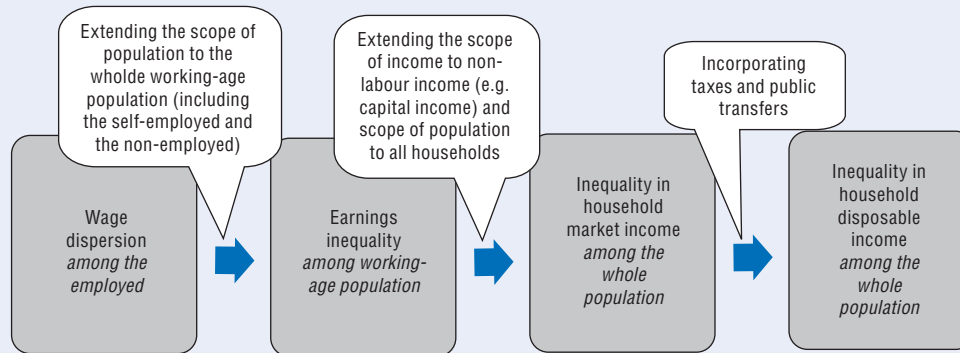 Extending the scope of
population to the
wholde working-age
population (including
the self-employed and
the non-employed)
Extending the scope
of income to non-
labour income (e.g.
capital income) and
scope of population
to all households
Incorporating
taxes and public
transfers
Wage
dispersion
among the
employed
Earnings
inequality
among working-
age population
Inequality in
household
market income
among the
whole
population
Inequality in
household
disposable
income
among the
whole
population